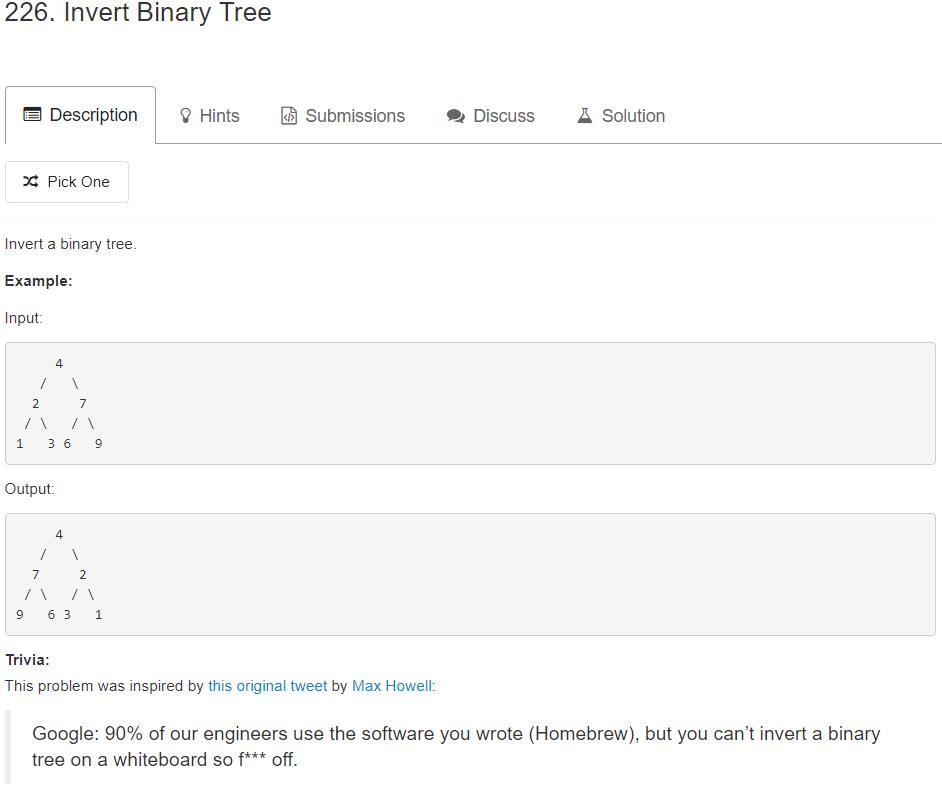 226. Invert Binary Tree
Description Hints Submissions Discuss Solution
Pick One
Invert a binary tree.
Example:
Input:
     4
   /   \
  2     7
 / \   / \
1   3 6   9
Output:
     4
   /   \
  7     2
 / \   / \
9   6 3   1
Trivia:
This problem was inspired by this original tweet by Max Howell:
Google: 90% of our engineers use the software you wrote (Homebrew), but you can’t invert a binary
tree on a whiteboard so f*** off.